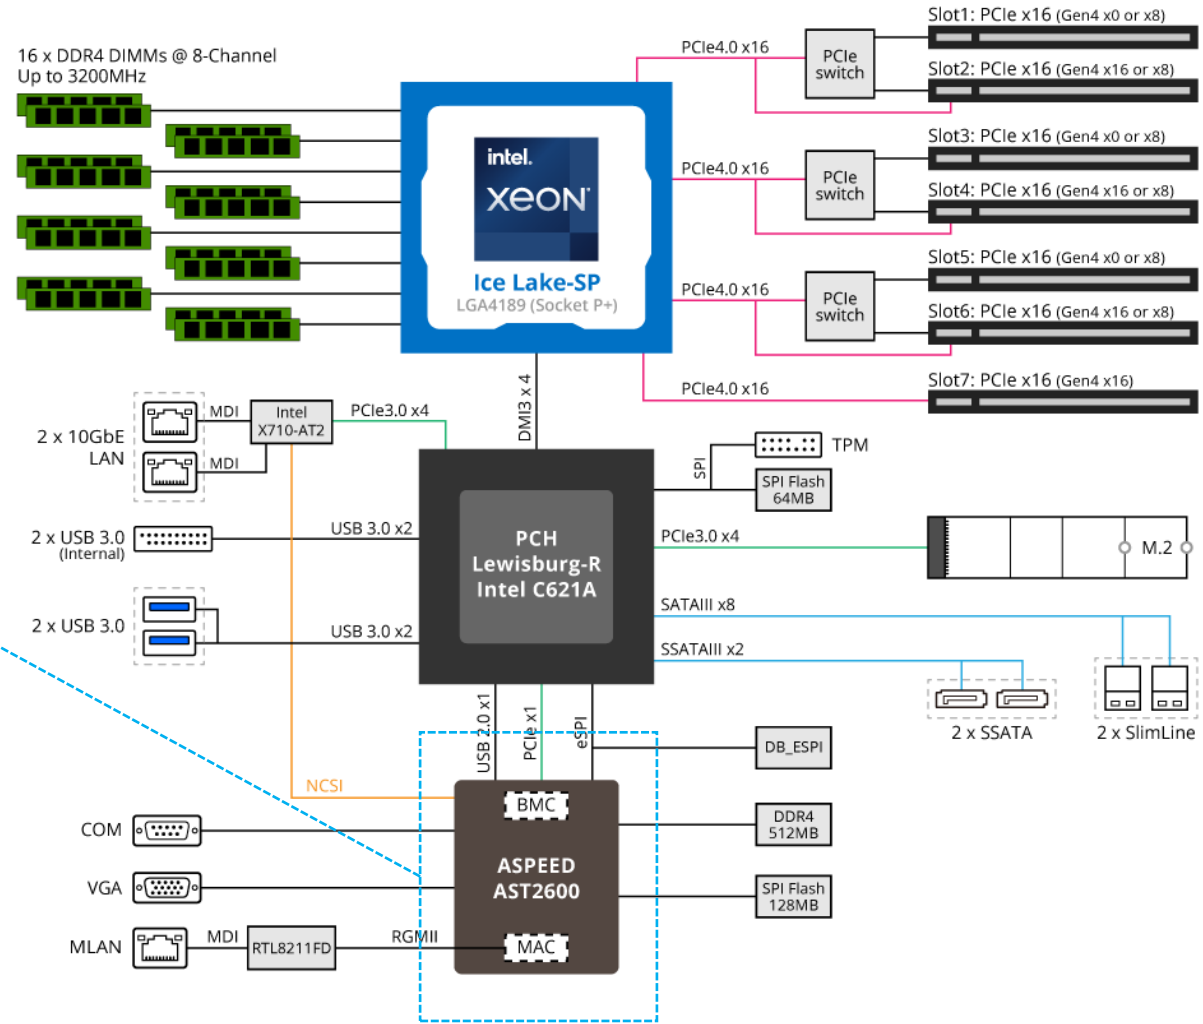 16 x DDR4 DIMMs @ 8-Channel
Up to 3200MHz
intel.
xeon
Ice Lake-SP
LGA4189 (Socket P+)
PCIe4.0 x16
PCIe
switch
Slot1: PCIe x16 (Gen4 x0 or x8)
Slot2: PCIe x16 (Gen4 x16 or x8)
PCIe4.0 x16
PCIe
switch
Slot3: PCIe x16 (Gen4 x0 or x8)
Slot4: PCIe x16 (Gen4 x16 or x8)
PCIe4.0 x16
PCIe
switch
Slot5: PCIe x16 (Gen4 x0 or x8)
Slot6: PCIe x16 (Gen4 x16 or x8)
PCIe4.0 x16
Slot7: PCIe x16 (Gen4 x16)
DMI3 x 4
2 x 10GbE
LAN
MDI
MDI
Intel
X710-AT2
PCIe3.0 x4
SPI
TPM
SPI Flash
64MB
2 x USB 3.0
(Internal)
USB 3.0 x2
PCH
Lewisburg-R
Intel C621A
PCIe3.0 x4
M.2
2 x USB 3.0
USB 3.0 x2
SATAIII x8
SSATAIII x2
2 x SSATA
2 x SlimLine
USB 2.0 x1
PCIe x1
eSPI
DB_ESPI
NCSI
BMC
ASPEED
AST2600
MAC
DDR4
512MB
SPI Flash
128MB
COM
VGA
MLAN
MDI
RTL8211FD
RGMII